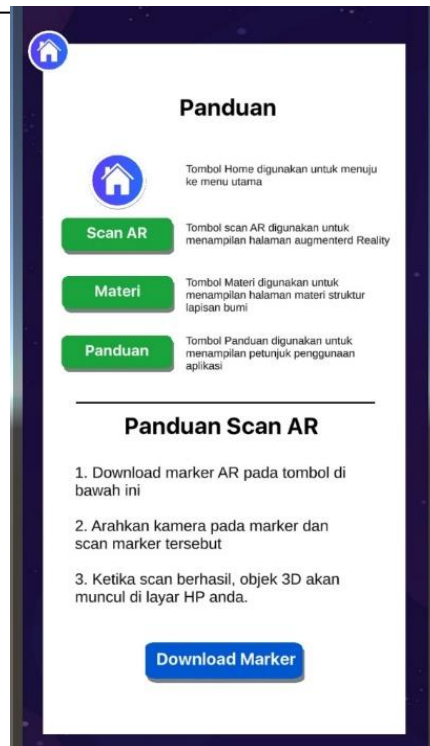 Panduan
Tombol Home digunakan untuk menuju
ke menu utama
Scan AR
Tombol scan AR digunakan untuk
menampilan halaman augmenterd Reality
Materi
Tombol Materi digunakan untuk
menampilan halaman materi struktur
lapisan bumi
Panduan
Tombol Panduan digunakan untuk
menampilan petunjuk penggunaan
aplikasi
Panduan Scan AR
1. Download marker AR pada tombol di
bawah ini
2. Arahkan kamera pada marker dan
scan marker tersebut
3. Ketika scan berhasil, objek 3D akan
muncul di layar HP anda.
Download Marker